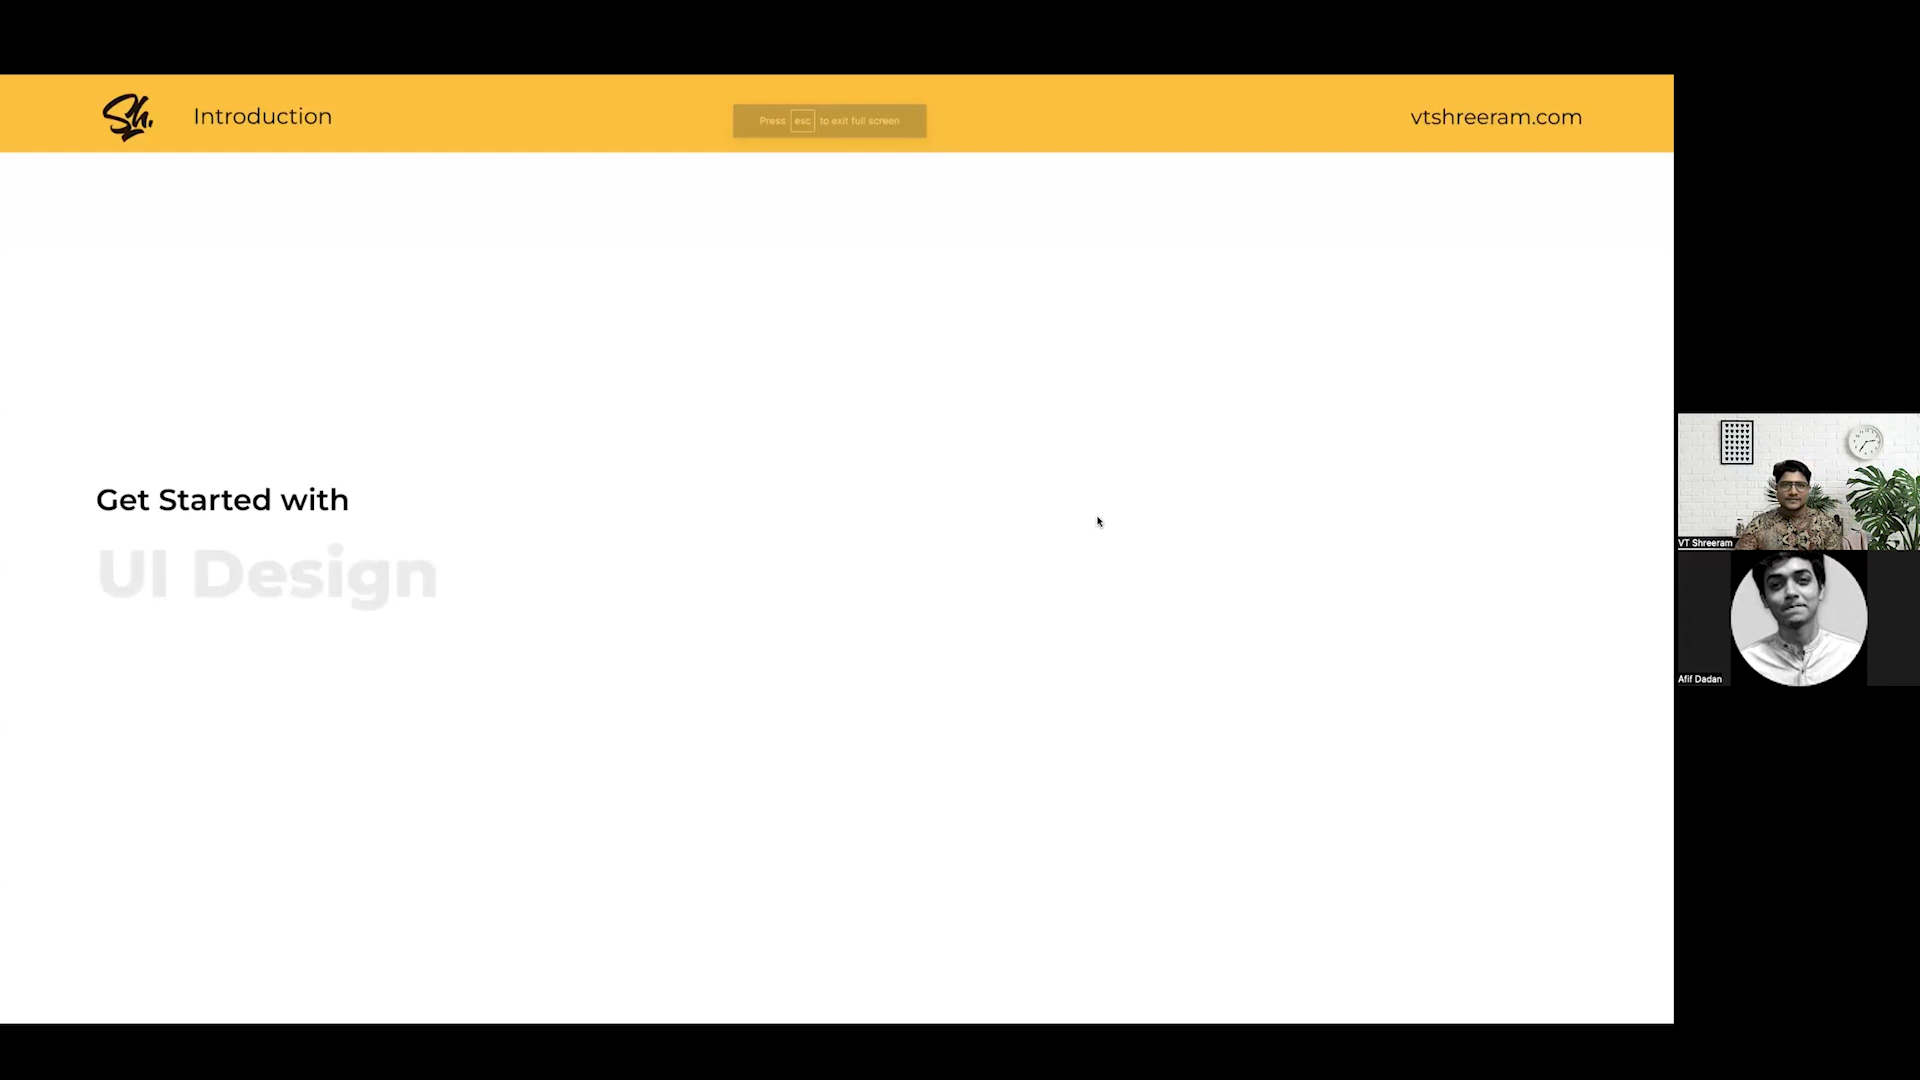 Sh.
Introduction
Press esc to exit full screen
vtshreeram.com
Get Started with
UI Design
VT Shreeram
Afif Dadan